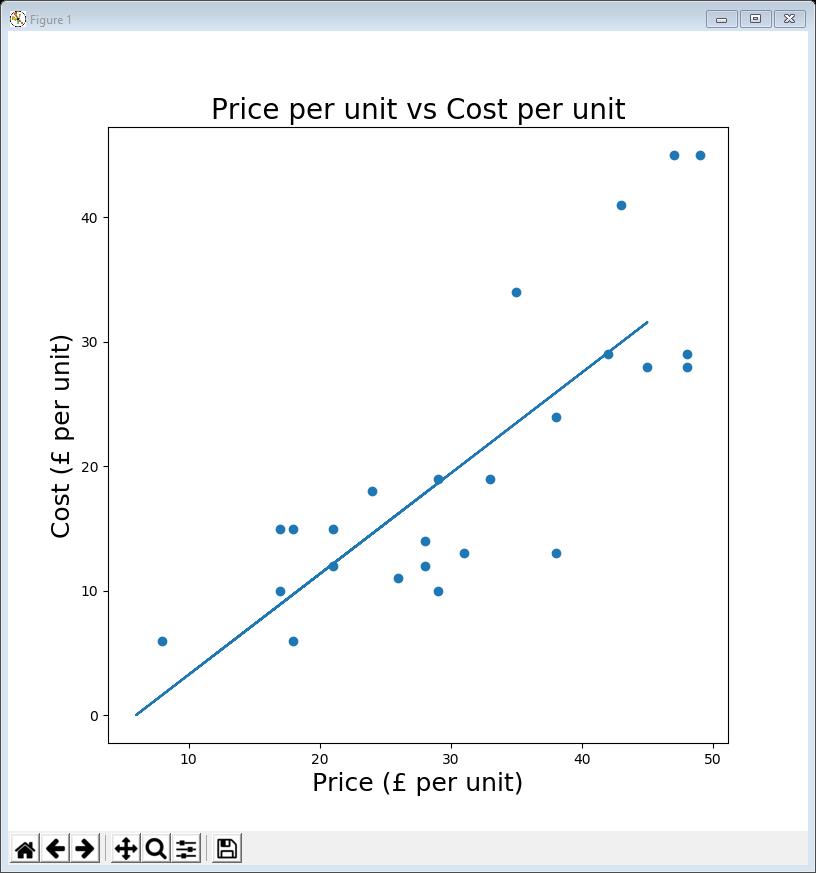 Figure 1
Price per unit vs Cost per unit
40
30
20
10
0
Cost (£ per unit)
10 20 30 40 50
Price (£ per unit)